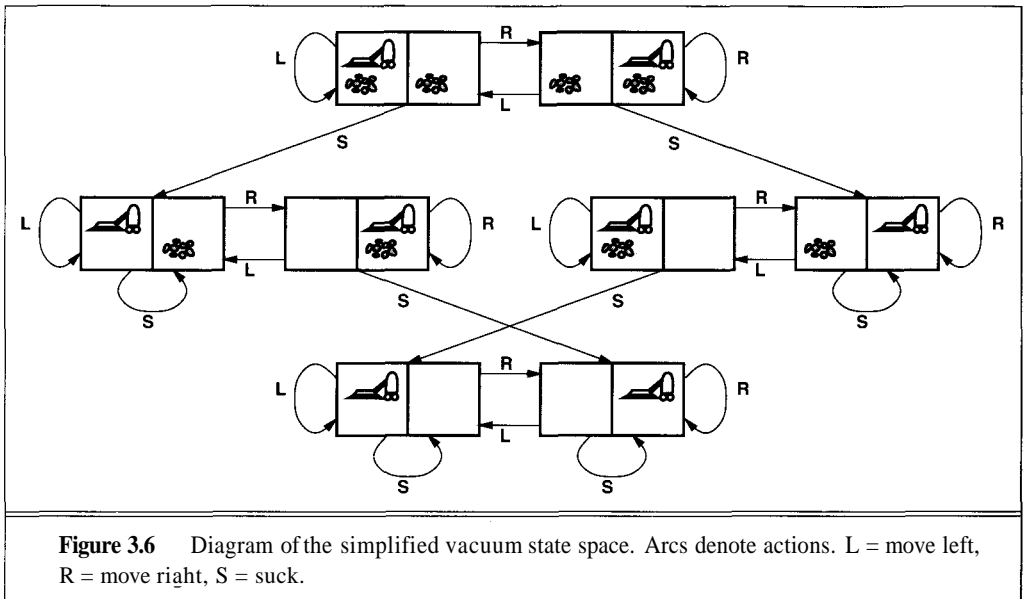 R
L R
L
S S
R R
L R L R
L L
S S
S S
R
L R
L
S S
Figure 3.6 Diagram of the simplified vacuum state space. Arcs denote actions. L = move left,
R = move right, S = suck.